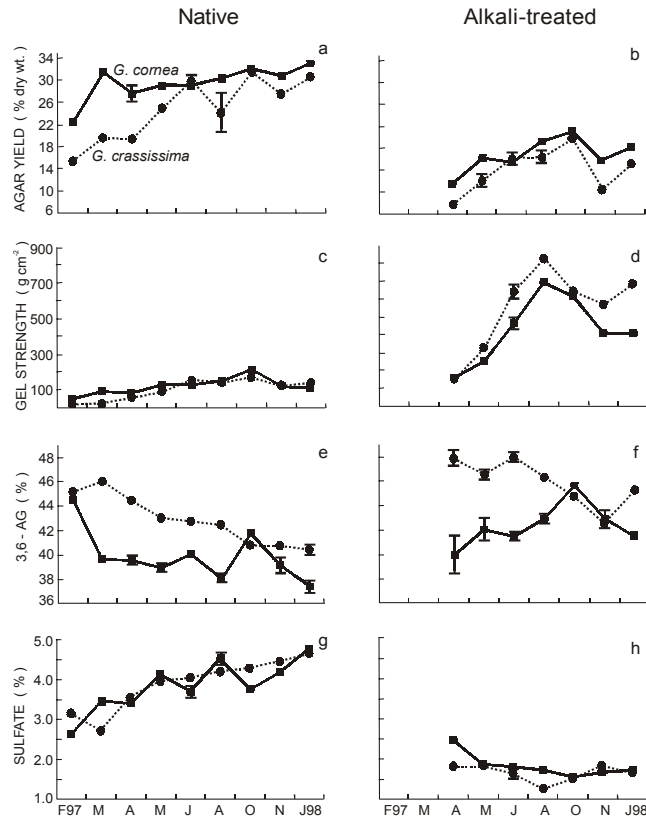 Native Alkali-treated
a
b
AGAR YIELD ( % dry wt. )
34
30
26
22
18
14
10
6
G. cornea
G. crassissima
c
d
GEL STRENGTH ( g cm-2 )
900
700
500
300
100
e
f
3,6 - AG ( % )
48
46
44
42
40
38
36
g
h
SULFATE ( % )
5.0
4.0
3.0
2.0
1.0
F97 M A M J A O N J98
F97 M A M J A O N J98